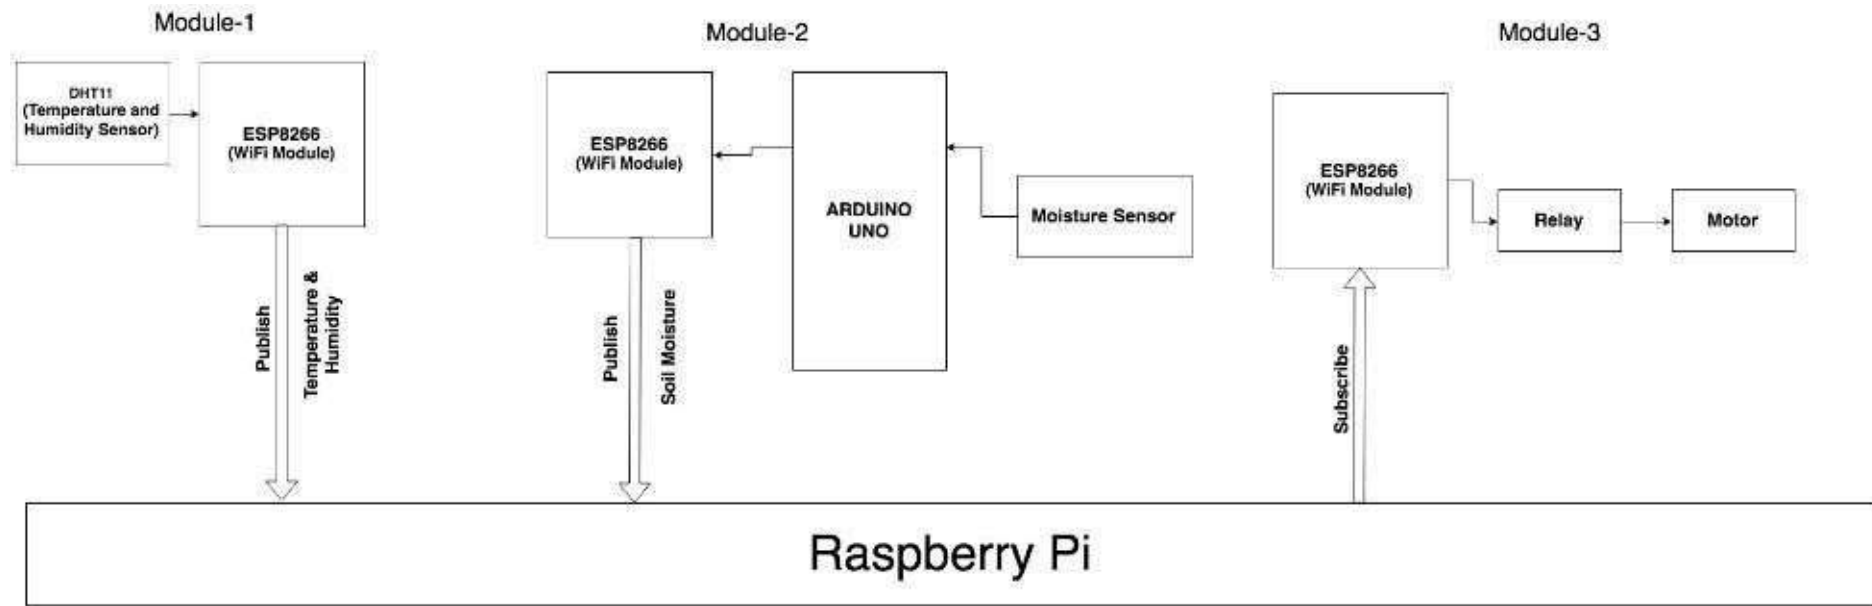 Module-1
DHT11
(Temperature and
Humidity Sensor)
ESP8266
(WiFi Module)
Publish
Temperature &
Humidity
Module-2
ESP8266
(WiFi Module)
ARDUINO
UNO
Moisture Sensor
Publish
Soil Moisture
Module-3
ESP8266
(WiFi Module)
Relay
Motor
Subscribe
Raspberry Pi